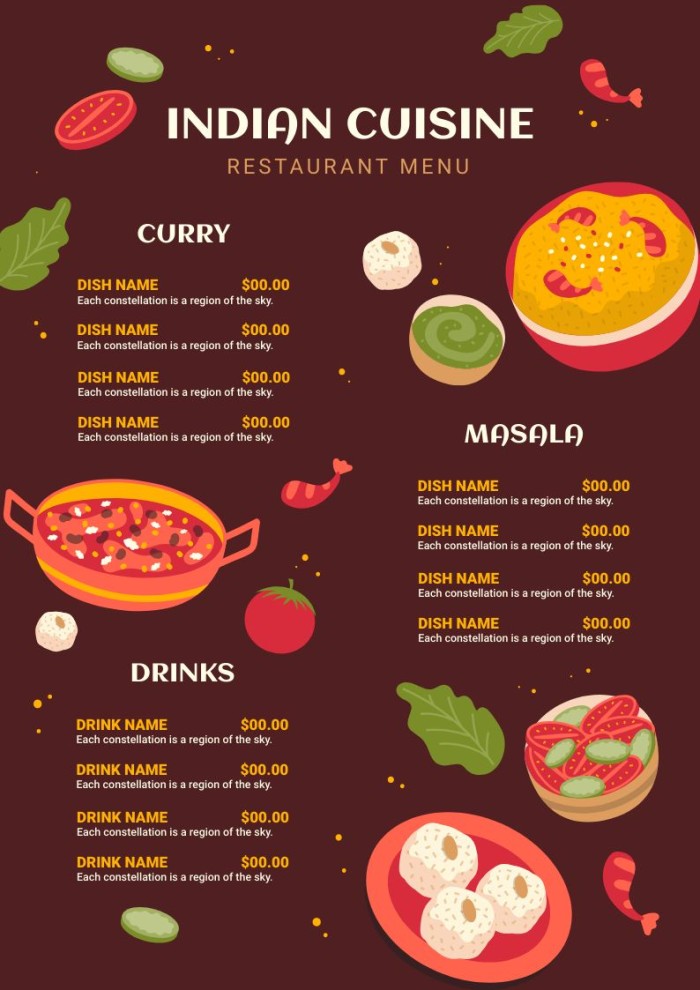 INDIAN CUISINE
RESTAURANT MENU
CURRY
DISH NAME $00.00
Each constellation is a region of the sky.
DISH NAME $00.00
Each constellation is a region of the sky.
DISH NAME $00.00
Each constellation is a region of the sky.
DISH NAME $00.00
Each constellation is a region of the sky.
MASALA
DISH NAME $00.00
Each constellation is a region of the sky.
DISH NAME $00.00
Each constellation is a region of the sky.
DISH NAME $00.00
Each constellation is a region of the sky.
DISH NAME $00.00
Each constellation is a region of the sky.
DRINKS
DRINK NAME $00.00
Each constellation is a region of the sky.
DRINK NAME $00.00
Each constellation is a region of the sky.
DRINK NAME $00.00
Each constellation is a region of the sky.
DRINK NAME $00.00
Each constellation is a region of the sky.